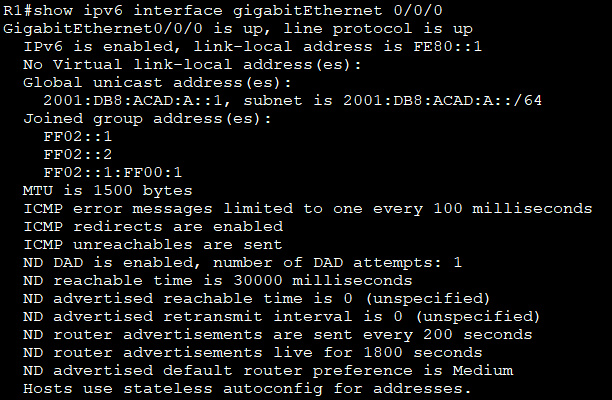 R1#show ipv6 interface gigabitEthernet 0/0/0
GigabitEthernet0/0/0 is up, line protocol is up
IPv6 is enabled, link-local address is FE80::1
No Virtual link-local address(es):
Global unicast address(es):
2001:DB8:ACAD:A::1, subnet is 2001:DB8:ACAD:A::/64
Joined group address(es):
FF02::1
FF02::2
FF02::1:FF00:1
MTU is 1500 bytes
ICMP error messages limited to one every 100 milliseconds
ICMP redirects are enabled
ICMP unreachables are sent
ND DAD is enabled, number of DAD attempts: 1
ND reachable time is 30000 milliseconds
ND advertised reachable time is 0 (unspecified)
ND advertised retransmit interval is 0 (unspecified)
ND router advertisements are sent every 200 seconds
ND router advertisements live for 1800 seconds
ND advertised default router preference is Medium
Hosts use stateless autoconfig for addresses.